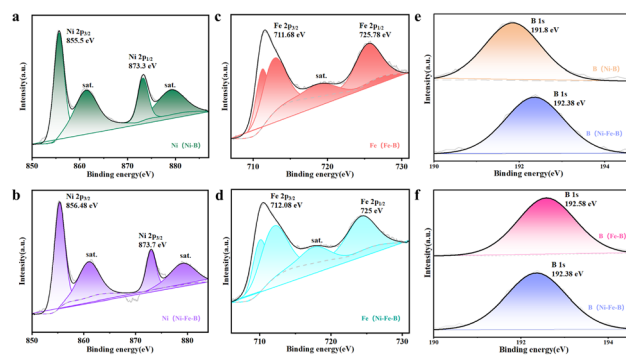 a
Ni 2p3/2
855.5 eV
Ni 2p1/2
873.3 eV
sat.
sat.
Intensity(a.u.)
Ni (Ni-B)
850
860
870
880
Binding energy(eV)
b
Ni 2p3/2
856.48 eV
Ni 2p1/2
873.7 eV
sat.
sat.
Intensity(a.u.)
Ni (Ni-Fe-B)
850
860
870
880
Binding energy(eV)
c
Fe 2p3/2
711.68 eV
Fe 2p1/2
725.78 eV
sat.
Intensity(a.u.)
Fe (Fe-B)
710
720
730
Binding energy(eV)
d
Fe 2p3/2
712.08 eV
Fe 2p1/2
725 eV
sat.
Intensity(a.u.)
Fe (Ni-Fe-B)
710
720
730
Binding energy(eV)
e
B 1s
191.8 eV
B (Ni-B)
B 1s
192.38 eV
B (Ni-Fe-B)
Intensity(a.u.)
190
192
194
Binding energy(eV)
f
B 1s
192.58 eV
B (Fe-B)
B 1s
192.38 eV
B (Ni-Fe-B)
Intensity(a.u.)
190
192
194
Binding energy(eV)